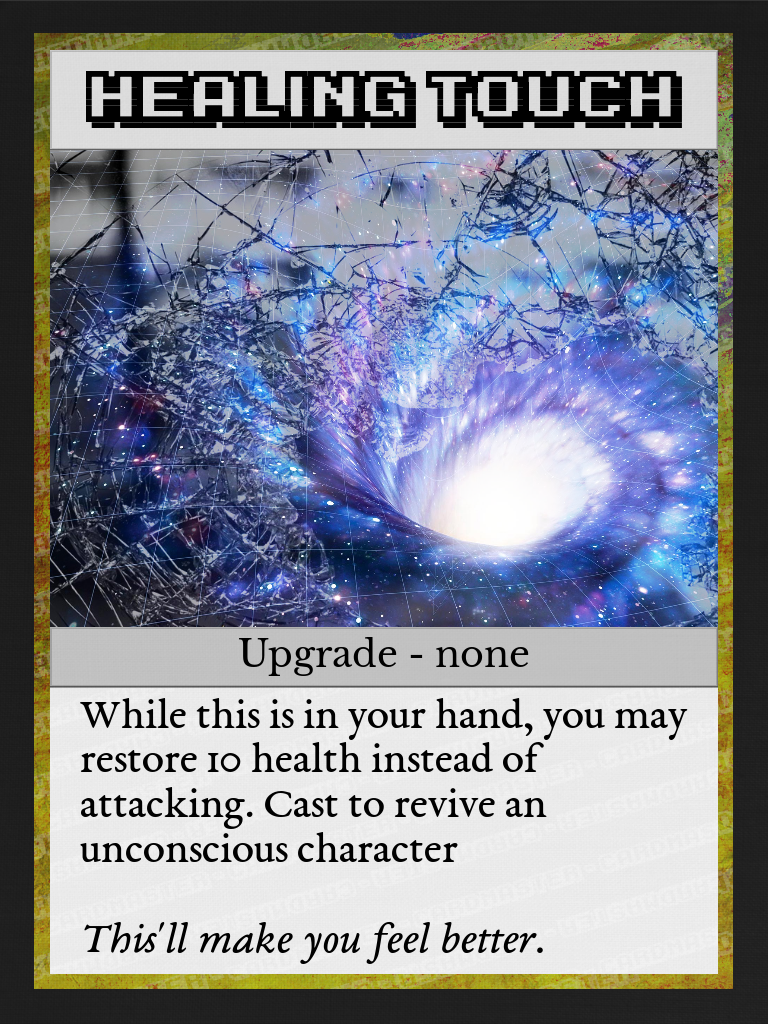 HEALING TOUCH
Upgrade - none
While this is in your hand, you may
restore 10 health instead of
attacking. Cast to revive an
unconscious character
This'll make you feel better.